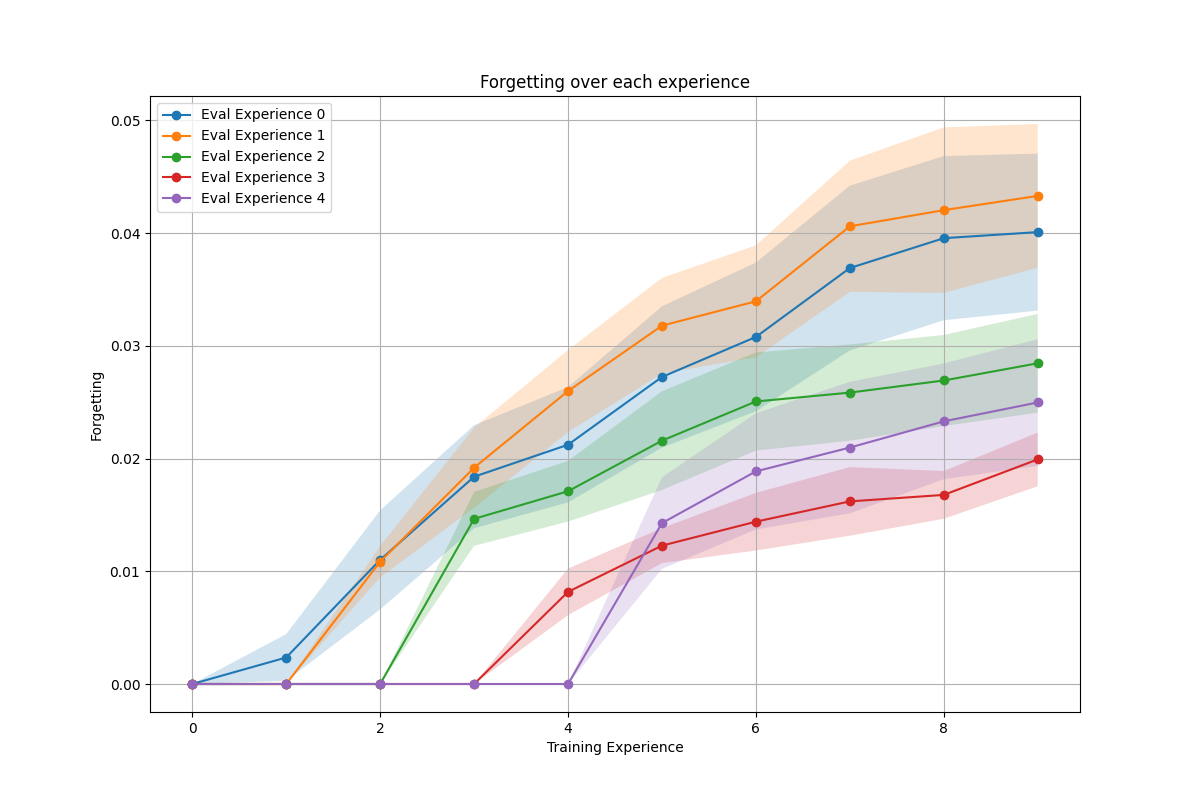 Forgetting over each experience
Eval Experience 0
Eval Experience 1
Eval Experience 2
Eval Experience 3
Eval Experience 4
0.05
0.04
0.03
0.02
0.01
0.00
Forgetting
0 2 4 6 8
Training Experience